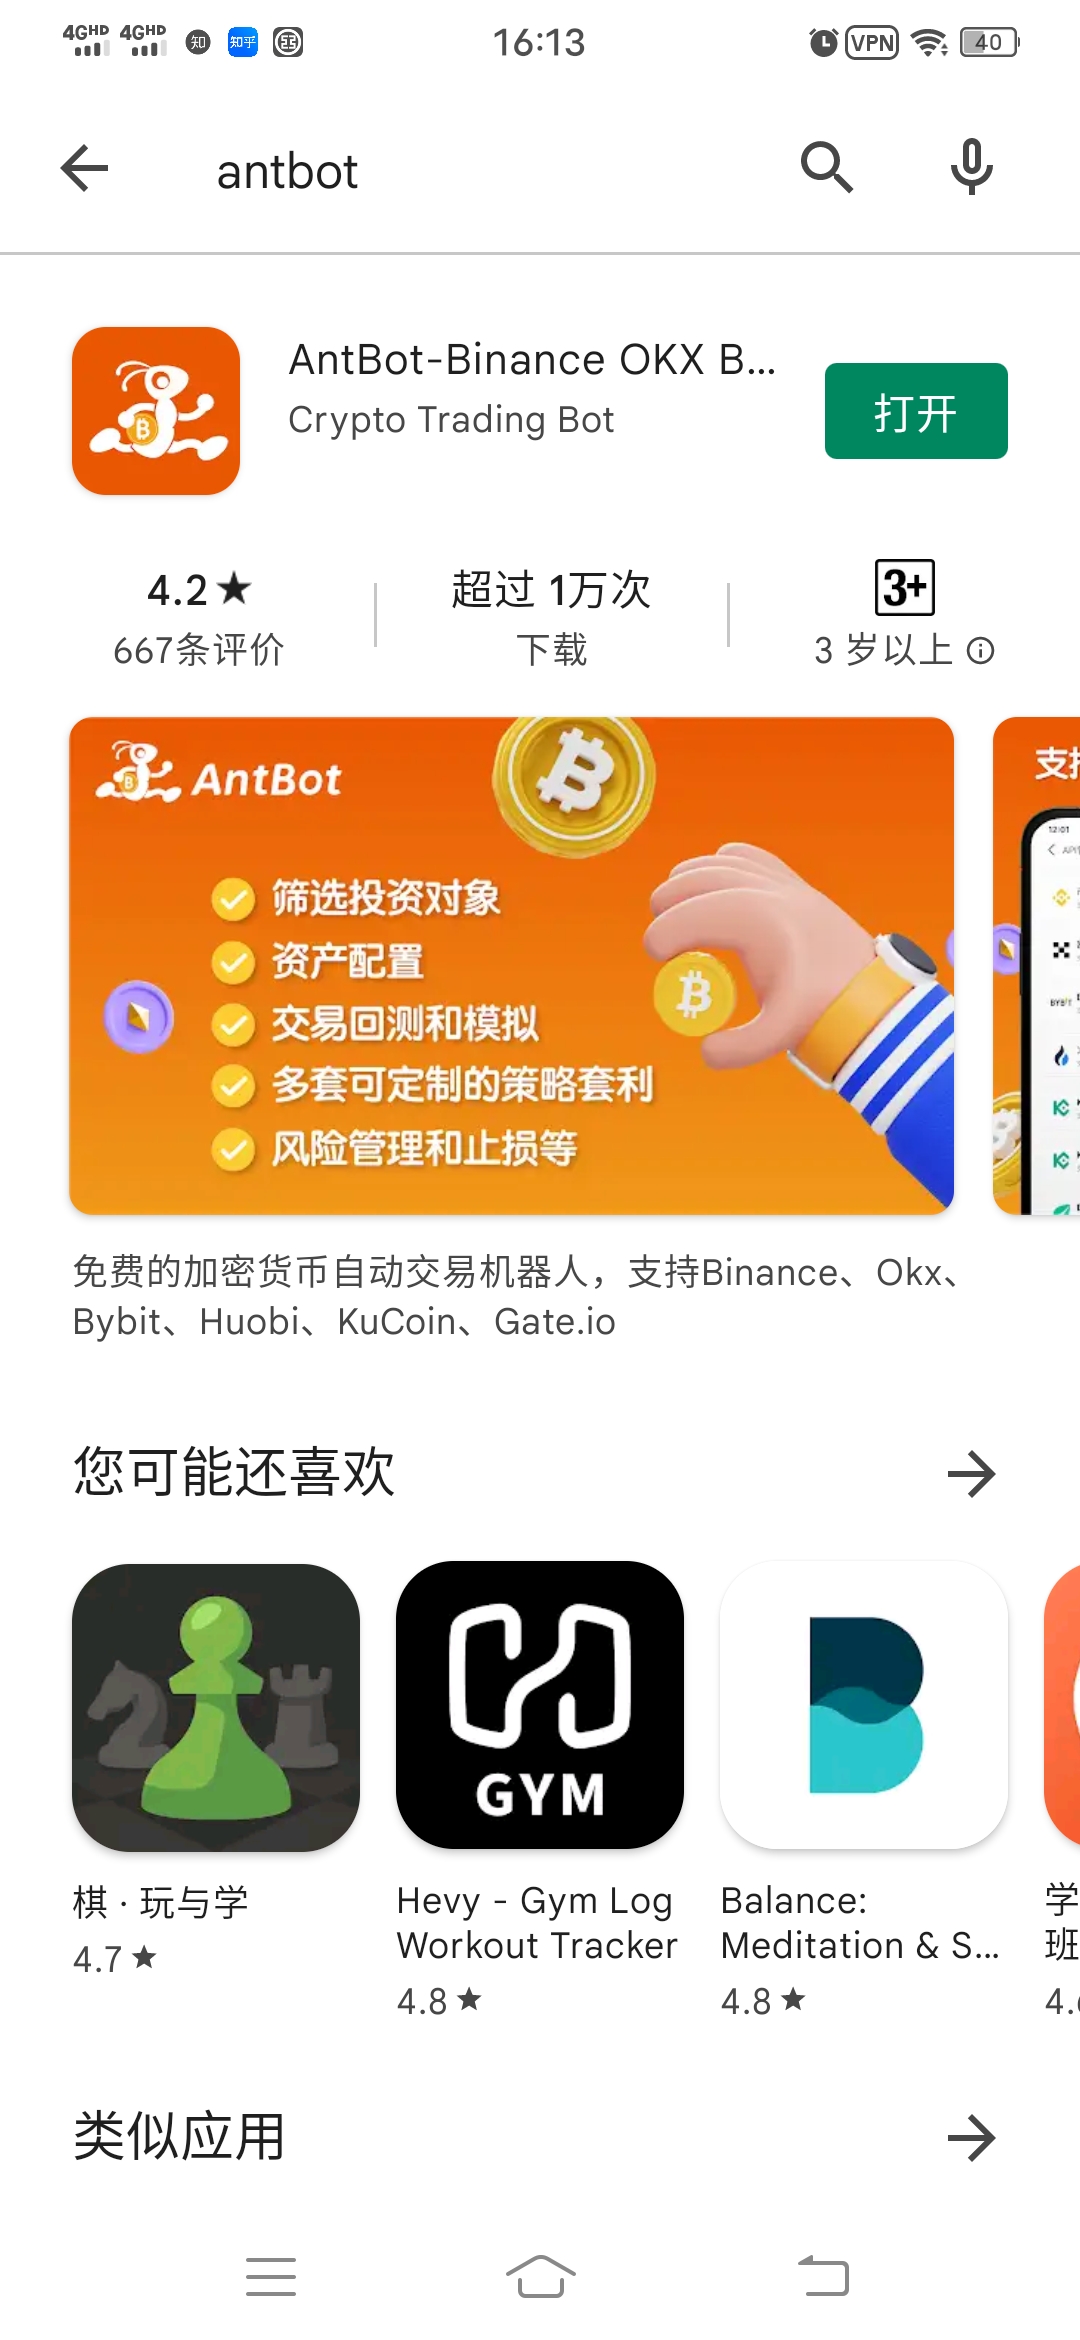 4GHD 4GHD 知 知乎 16:13 VPN 40
antbot
AntBot-Binance OKX B...
Crypto Trading Bot
打开
4.2★
667条评价
超过 1万次
下载
3+
3 岁以上
AntBot
筛选投资对象
资产配置
交易回测和模拟
多套可定制的策略套利
风险管理和止损等
支持
12:01
API
BYBIT
免费的加密货币自动交易机器人，支持Binance、Okx、
Bybit、Huobi、KuCoin、Gate.io
您可能还喜欢
GYM
棋 · 玩与学
4.7★
Hevy - Gym Log
Workout Tracker
4.8★
Balance:
Meditation & S...
4.8★
学
班
类似应用